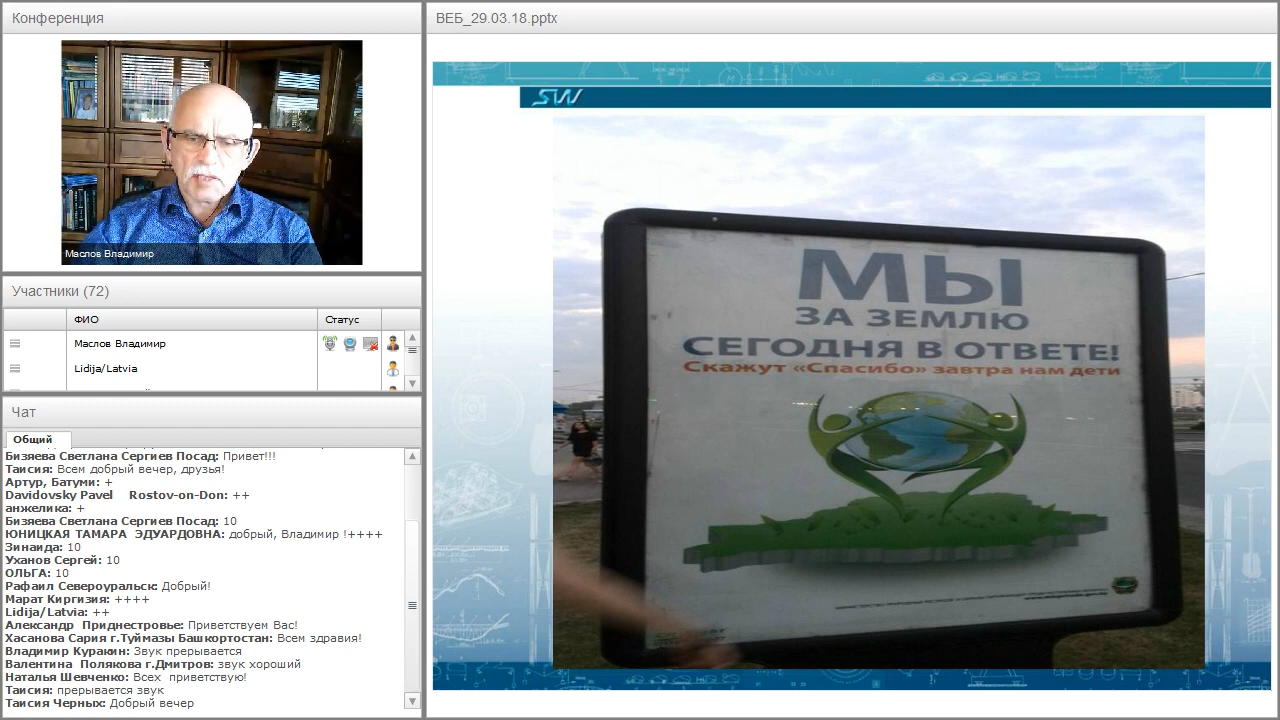 Конференция
Маслов Владимир
Участники (72)
ФИО
Статус
Маслов Владимир
Lidija/Latvia
Чат
Общий
Бизяева Светлана Сергиев Посад: Привет!!!
Таисия: Всем добрый вечер, друзья!
Артур, Батуми: +
Davidovsky Pavel Rostov-on-Don: ++
анжелика: +
Бизяева Светлана Сергиев Посад: 10
ЮНИЦКАЯ ТАМАРА ЭДУАРДОВНА: добрый, Владимир !++++
Зинаида: 10
Уханов Сергей: 10
ОЛЬГА: 10
Рафаил Североуральск: Добрый!
Марат Киргизия: ++++
Lidija/Latvia: ++
Александр Приднестровье: Приветствуем Вас!
Хасанова Сария г.Туймазы Башкортостан: Всем здравия!
Владимир Куракин: Звук прерывается
Валентина Полякова г.Дмитров: звук хороший
Наталья Шевченко: Всех приветствую!
Таисия: прерывается звук
Таисия Черных: Добрый вечер
ВЕБ_29.03.18.pptx
SW
МЫ
ЗА ЗЕМЛЮ
СЕГОДНЯ В ОТВЕТЕ!
Скажут «Спасибо» завтра нам дети